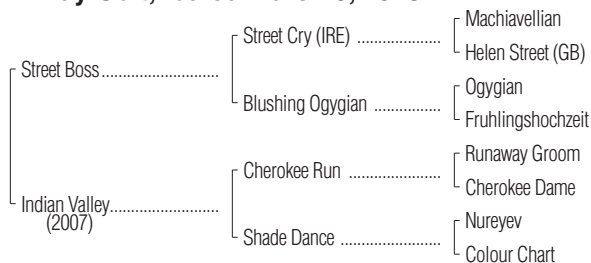 Machiavellian
Street Cry (IRE) ..................
Helen Street (GB)
Street Boss..........................
Ogygian
Blushing Ogygian ................
Fruhlingshochzeit
Runaway Groom
Cherokee Run ....................
Cherokee Dame
Indian Valley........................
(2007)
Nureyev
Shade Dance .....................
Colour Chart